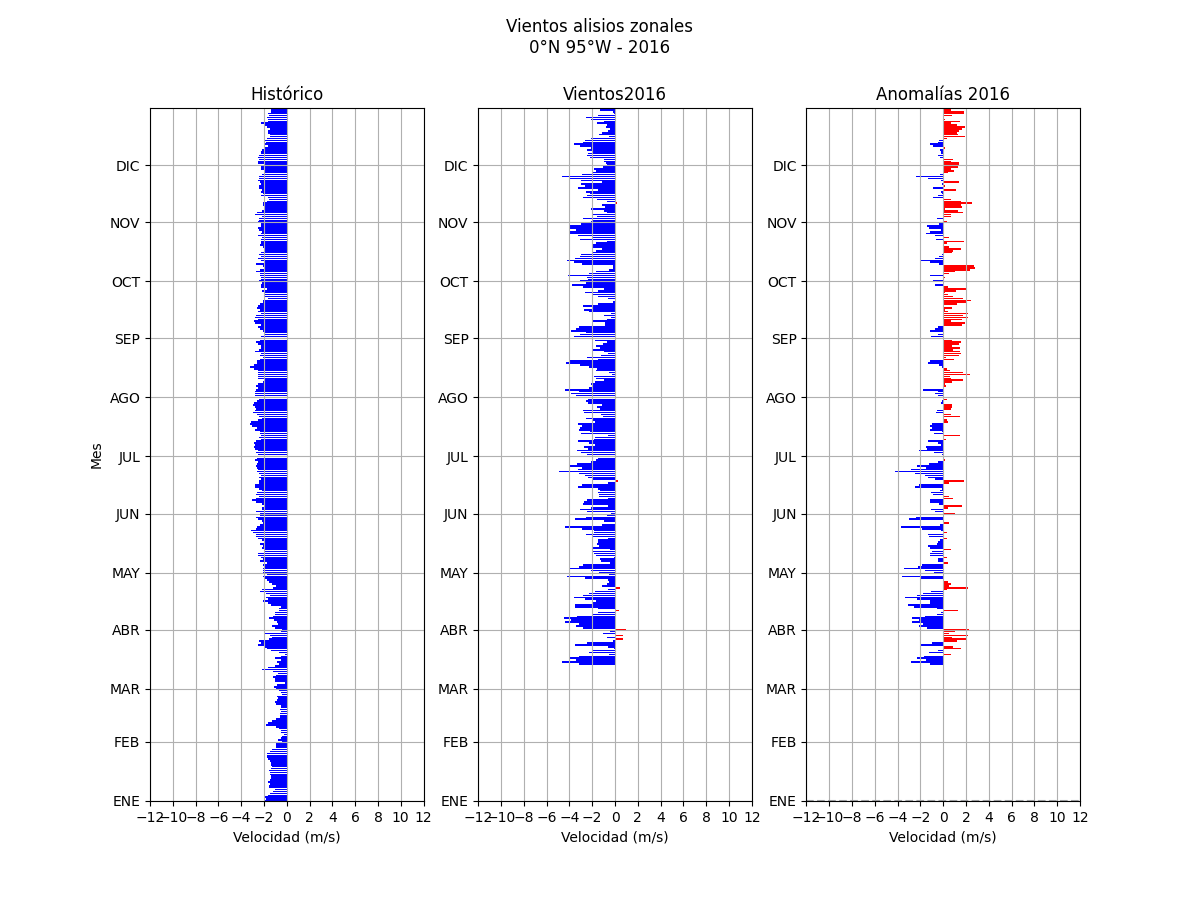 Vientos alisios zonales
0°N 95°W - 2016
Histórico
Vientos2016
Anomalías 2016
Mes
DIC
NOV
OCT
SEP
AGO
JUL
JUN
MAY
ABR
MAR
FEB
ENE
−12 −10 −8 −6 −4 −2 0 2 4 6 8 10 12
Velocidad (m/s)
DIC
NOV
OCT
SEP
AGO
JUL
JUN
MAY
ABR
MAR
FEB
ENE
−12 −10 −8 −6 −4 −2 0 2 4 6 8 10 12
Velocidad (m/s)
DIC
NOV
OCT
SEP
AGO
JUL
JUN
MAY
ABR
MAR
FEB
ENE
−12 −10 −8 −6 −4 −2 0 2 4 6 8 10 12
Velocidad (m/s)